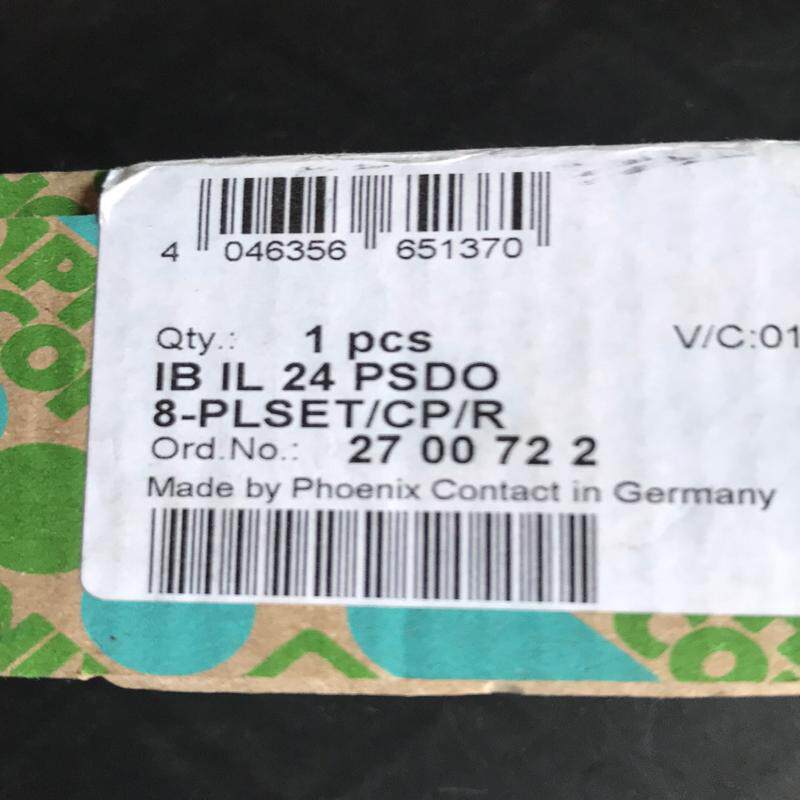 4 046356 651370
Qty.: 1 pcs V/C:01
IB IL 24 PSDO
8-PLSET/CP/R
Ord.No.: 27 00 72 2
Made by Phoenix Contact in Germany